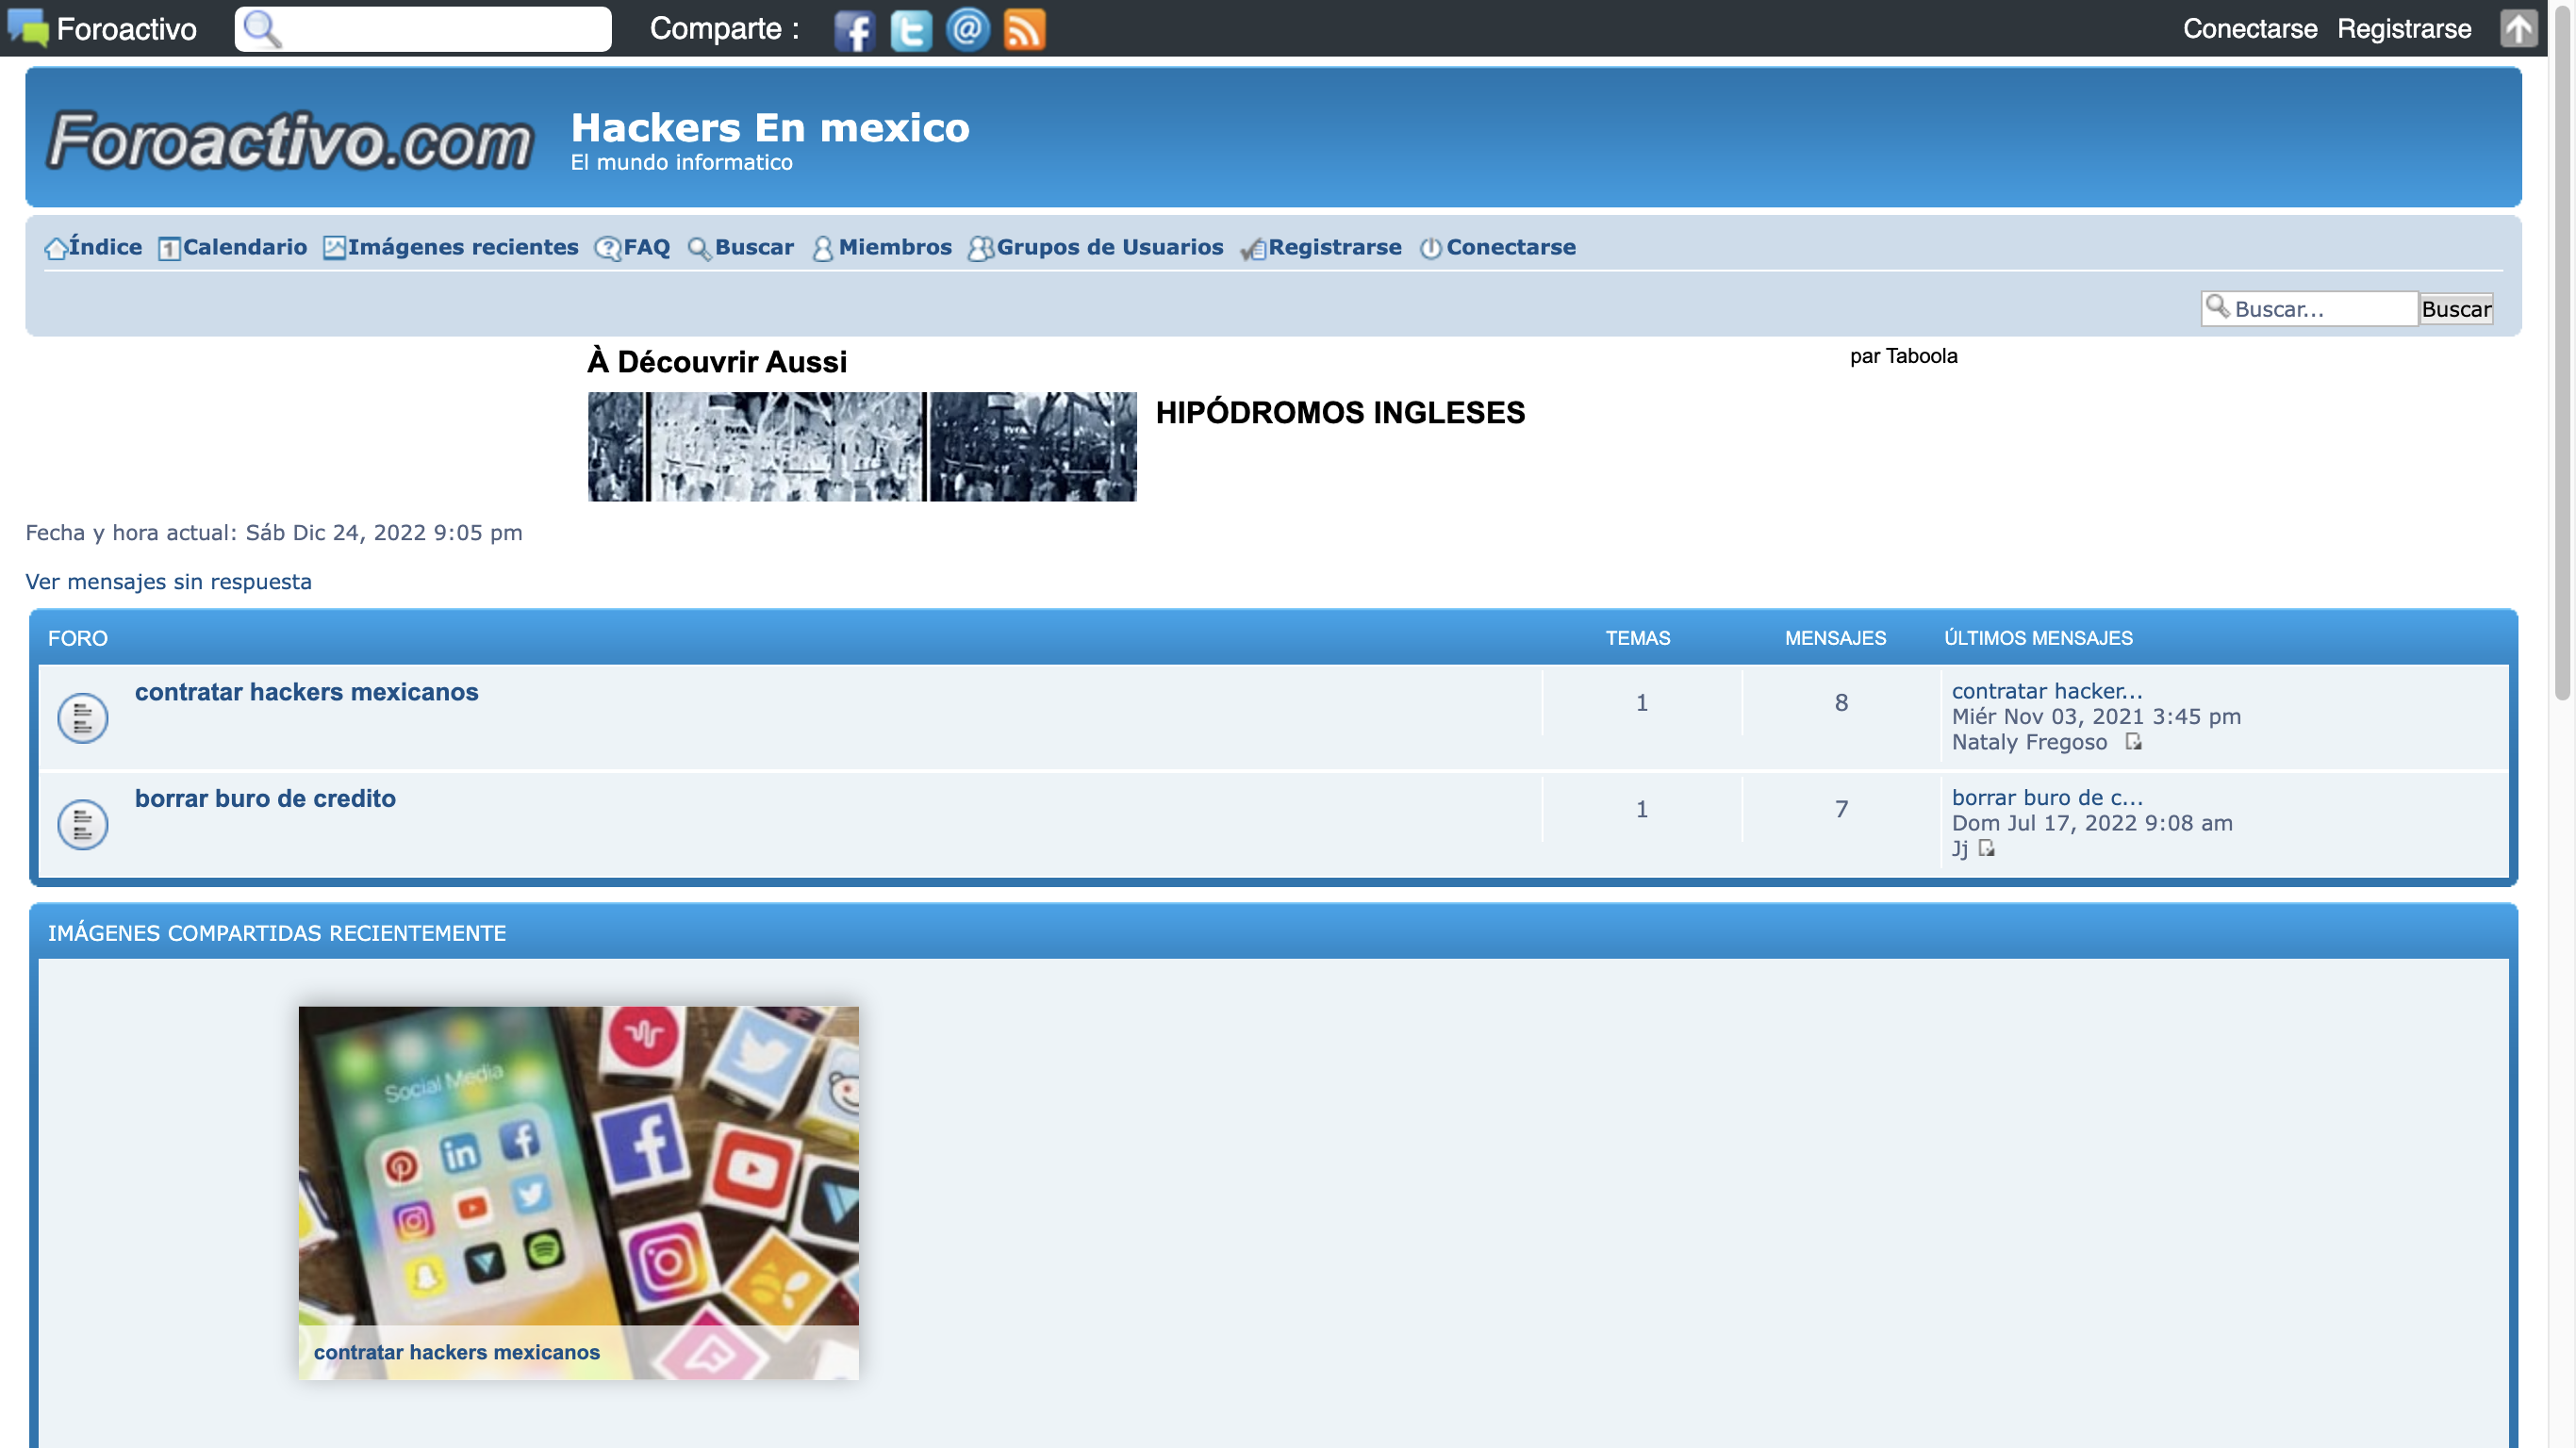 Foroactivo Comparte : Conectarse Registrarse
Foroactivo.com
Hackers En mexico
El mundo informatico
Índice Calendario Imágenes recientes FAQ Buscar Miembros Grupos de Usuarios Registrarse Conectarse
Buscar... Buscar
À Découvrir Aussi par Taboola
HIPÓDROMOS INGLESES
Fecha y hora actual: Sáb Dic 24, 2022 9:05 pm
Ver mensajes sin respuesta
FORO TEMAS MENSAJES ÚLTIMOS MENSAJES
contratar hackers mexicanos 1 8 contratar hacker...
Miér Nov 03, 2021 3:45 pm
Nataly Fregoso
borrar buro de credito 1 7 borrar buro de c...
Dom Jul 17, 2022 9:08 am
Jj
IMÁGENES COMPARTIDAS RECIENTEMENTE
Social Media
contratar hackers mexicanos